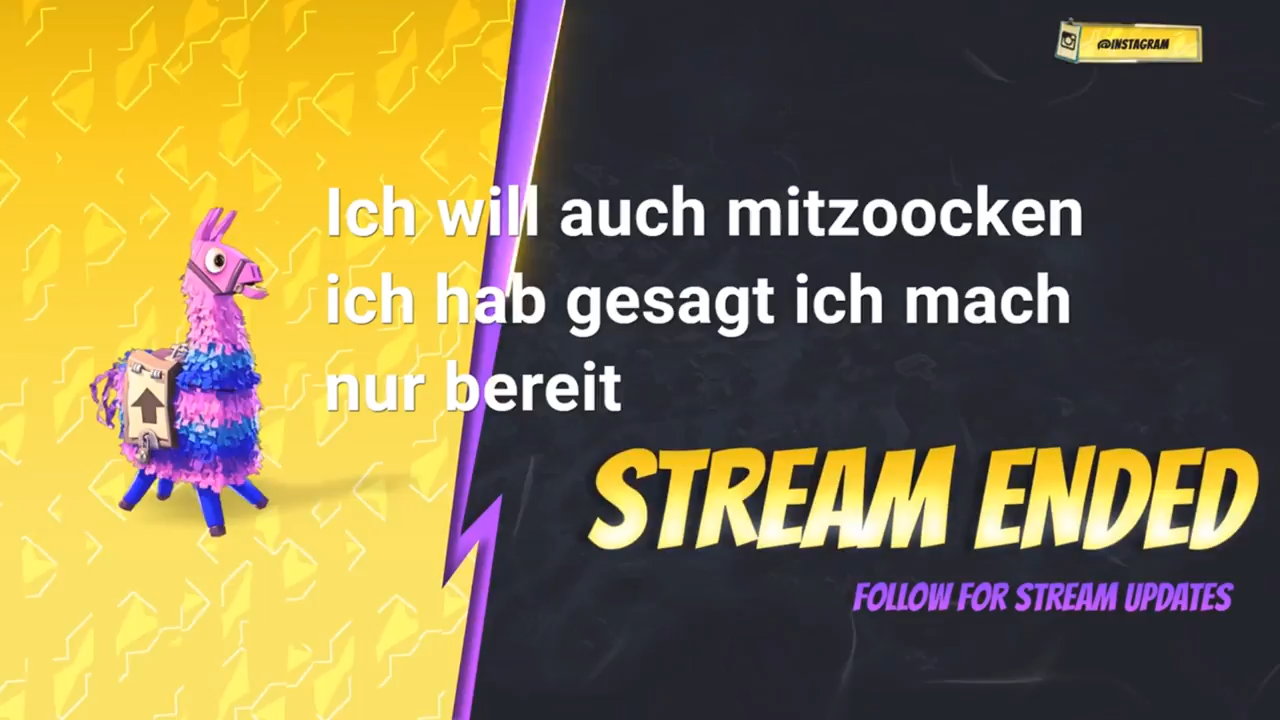 @INSTAGRAM
Ich will auch mitzoocken
ich hab gesagt ich mach
nur bereit
STREAM ENDED
FOLLOW FOR STREAM UPDATES